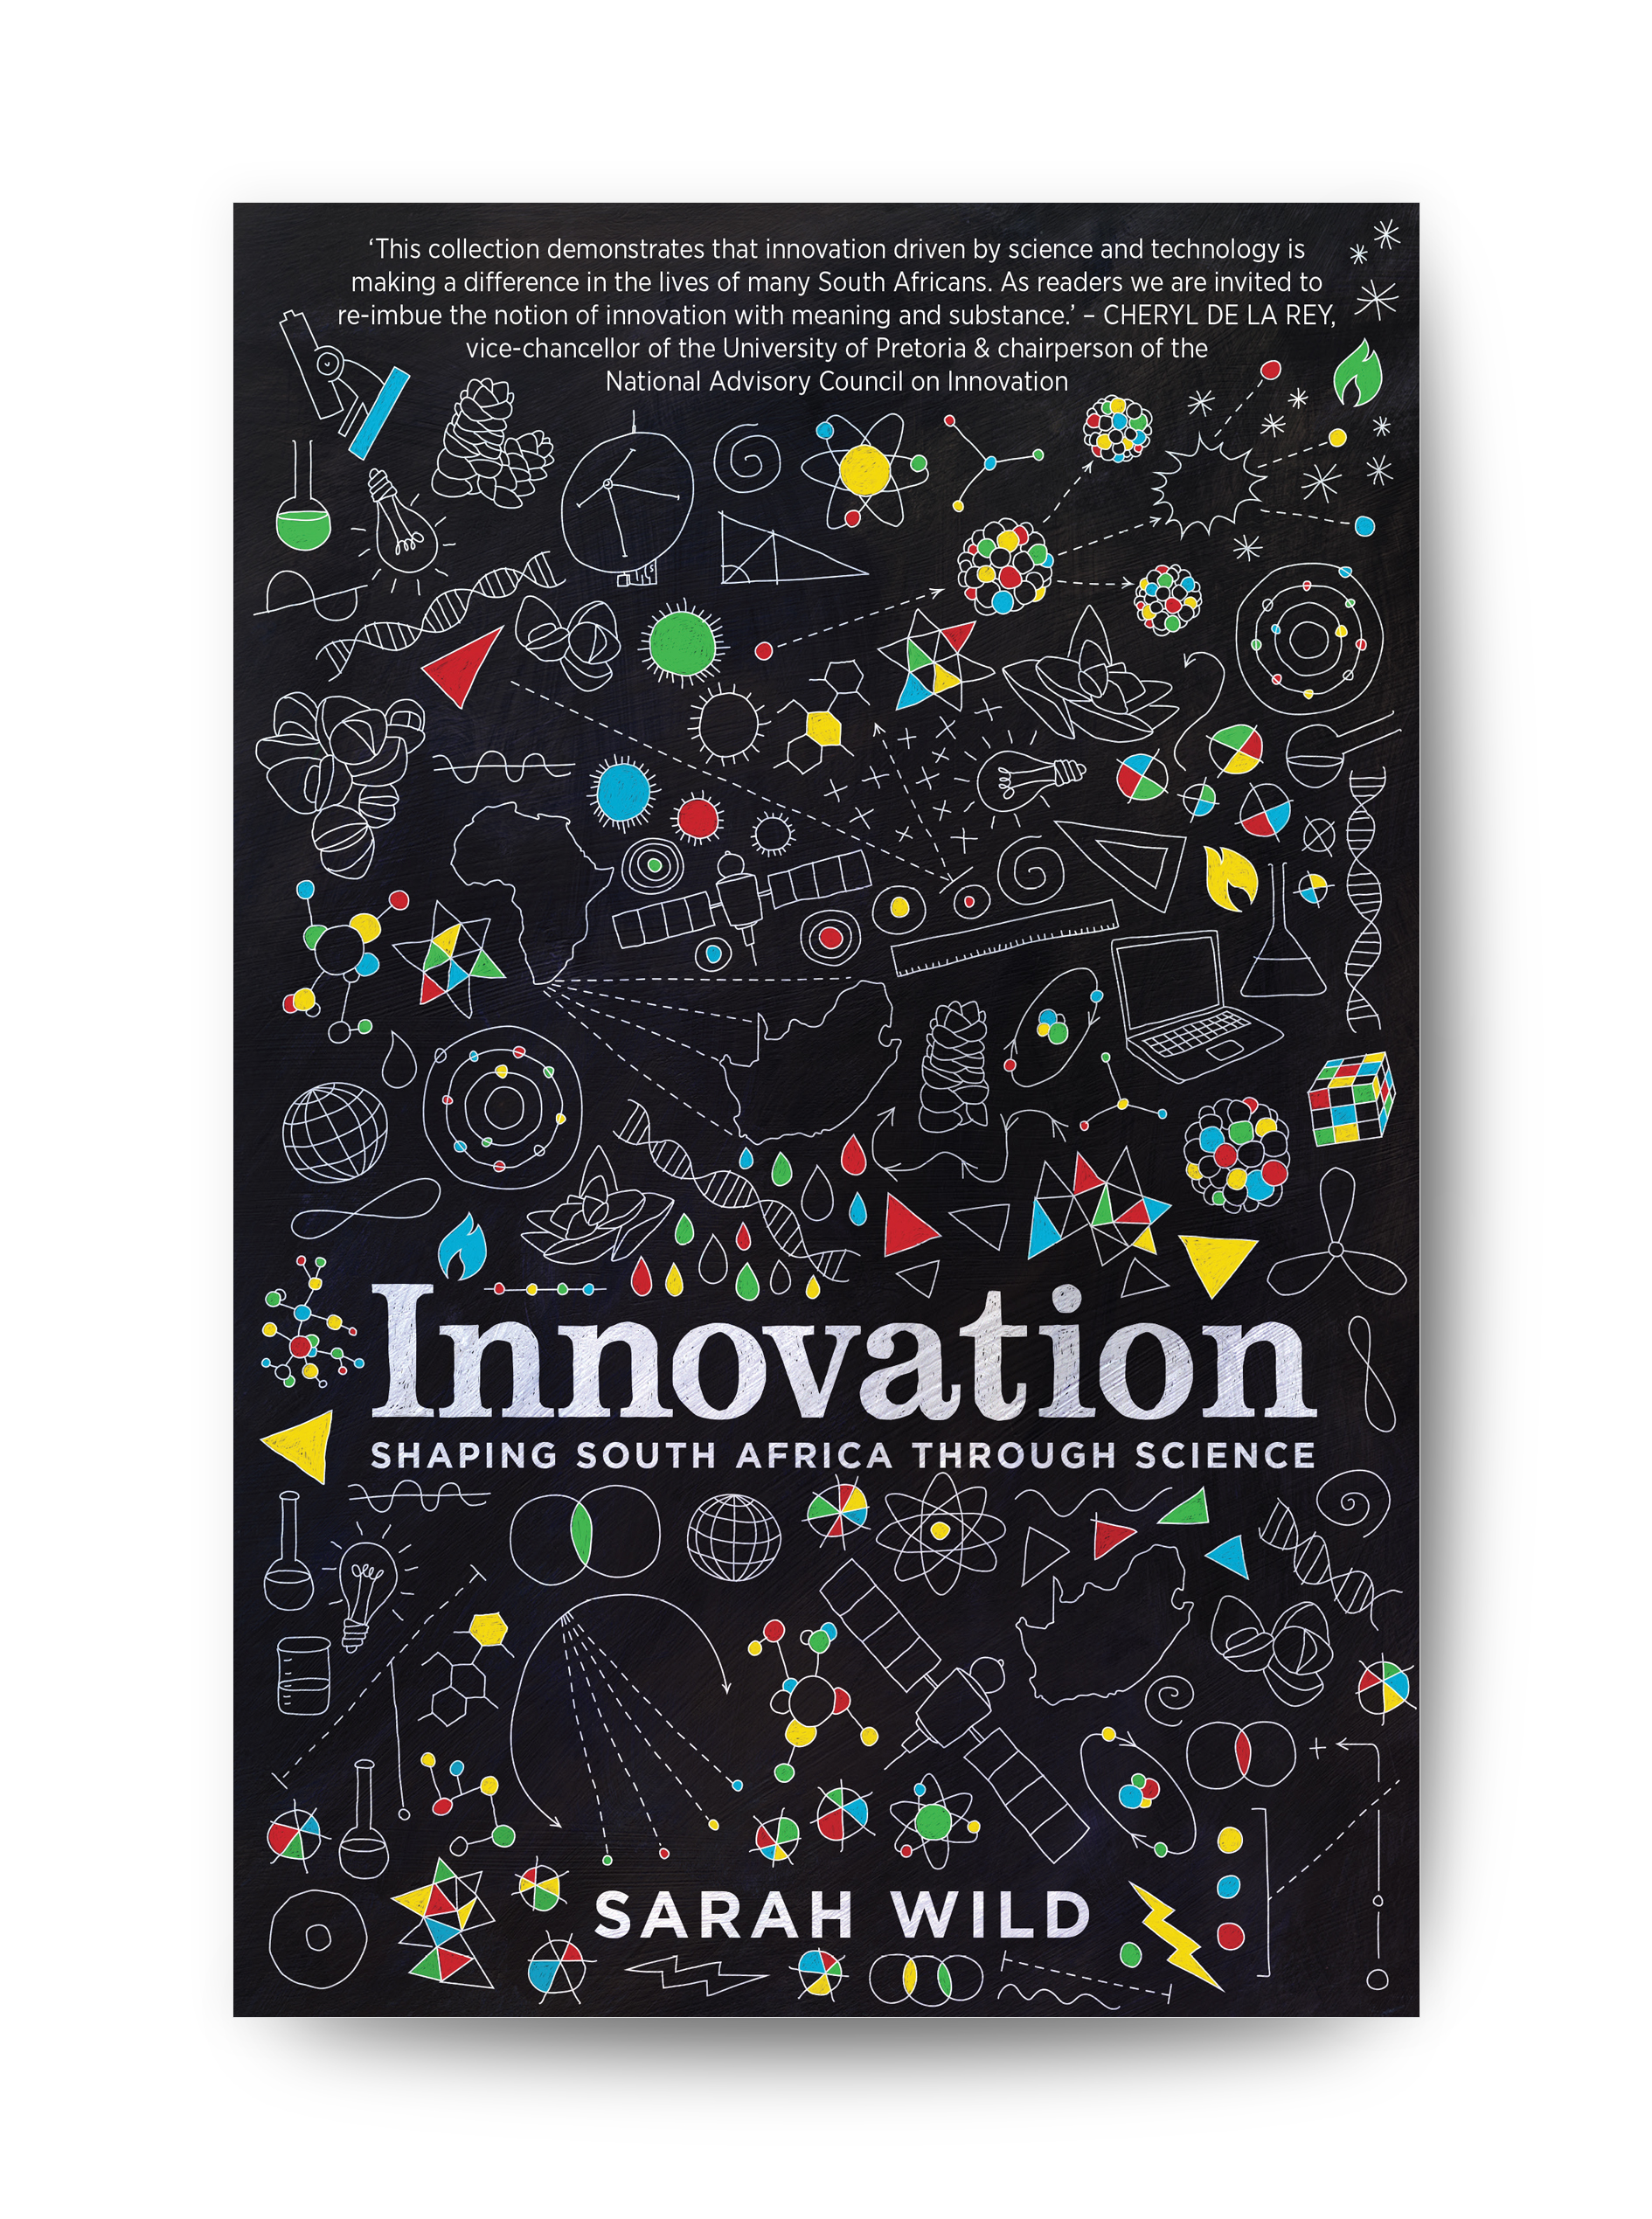 ‘This collection demonstrates that innovation driven by science and technology is
making a difference in the lives of many South Africans. As readers we are invited to
re-imbue the notion of innovation with meaning and substance.’ – CHERYL DE LA REY,
vice-chancellor of the University of Pretoria & chairperson of the
National Advisory Council on Innovation
Innovation
SHAPING SOUTH AFRICA THROUGH SCIENCE
SARAH WILD